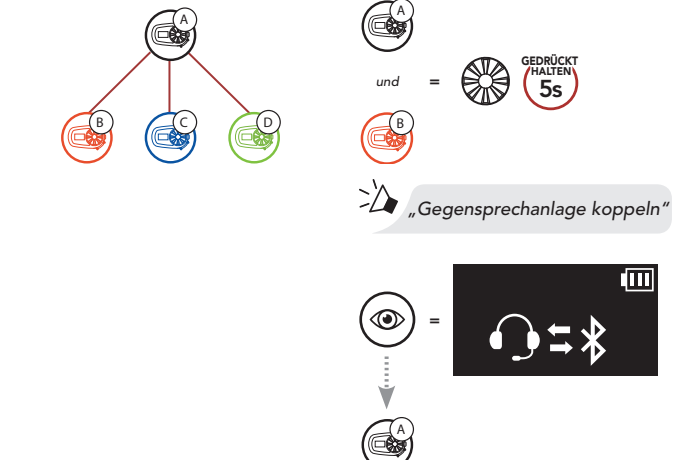 A
B
C
D
A
und
=
GEDRÜCKT
HALTEN
5s
B
„Gegensprechanlage koppeln“
=
A